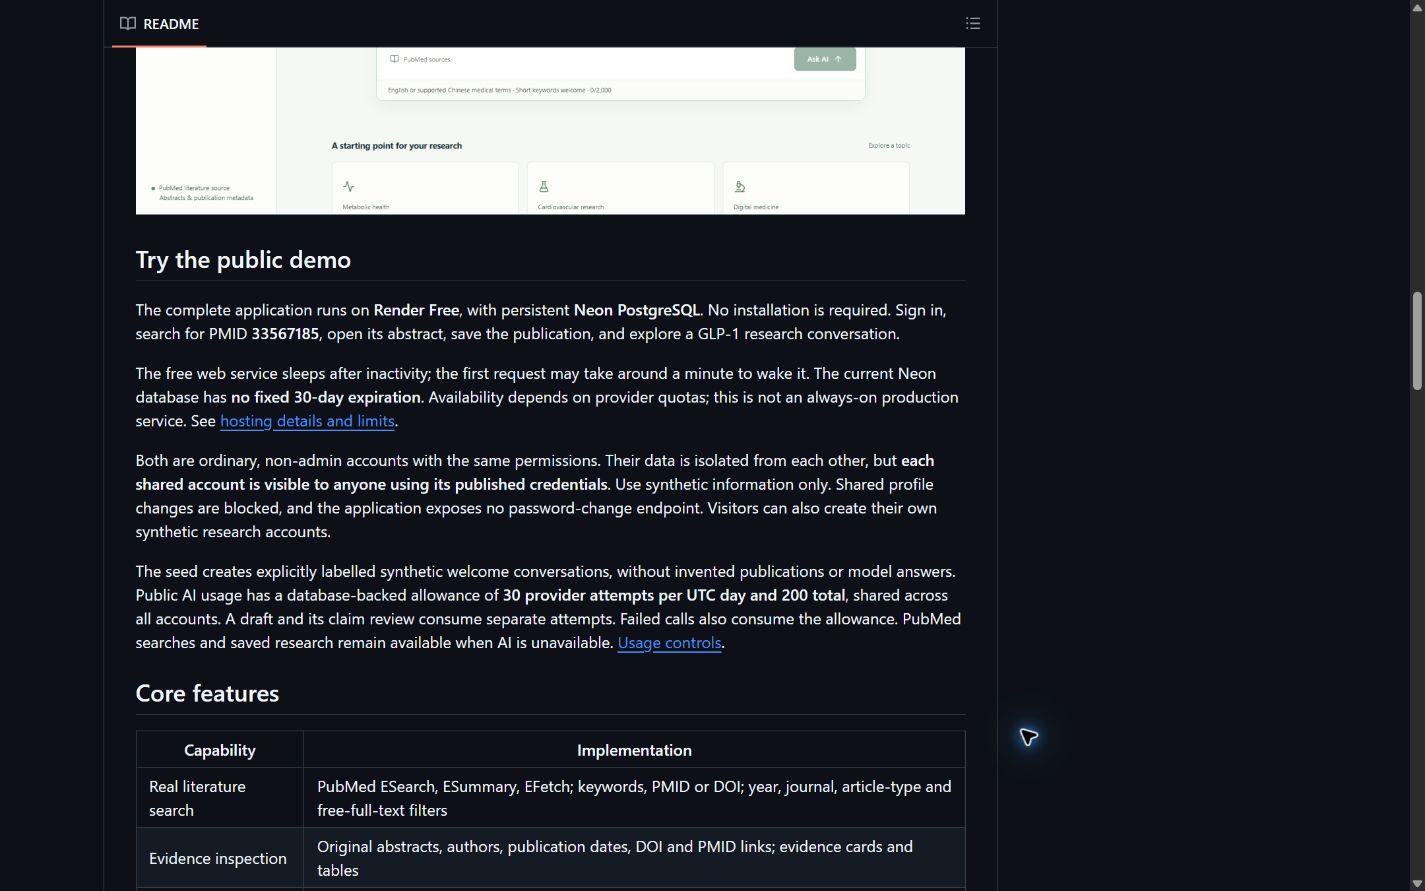 README
PubMed sources
Ask AI ↑
English or supported Chinese medical terms · Short keywords welcome · 0/2,000
A starting point for your research
Explore a topic
PubMed literature source
Abstracts & publication metadata
Metabolic health
Cardiovascular research
Digital medicine
Try the public demo
The complete application runs on Render Free, with persistent Neon PostgreSQL. No installation is required. Sign in,
search for PMID 33567185, open its abstract, save the publication, and explore a GLP-1 research conversation.
The free web service sleeps after inactivity; the first request may take around a minute to wake it. The current Neon
database has no fixed 30-day expiration. Availability depends on provider quotas; this is not an always-on production
service. See hosting details and limits.
Both are ordinary, non-admin accounts with the same permissions. Their data is isolated from each other, but each
shared account is visible to anyone using its published credentials. Use synthetic information only. Shared profile
changes are blocked, and the application exposes no password-change endpoint. Visitors can also create their own
synthetic research accounts.
The seed creates explicitly labelled synthetic welcome conversations, without invented publications or model answers.
Public AI usage has a database-backed allowance of 30 provider attempts per UTC day and 200 total, shared across
all accounts. A draft and its claim review consume separate attempts. Failed calls also consume the allowance. PubMed
searches and saved research remain available when AI is unavailable. Usage controls.
Core features
Capability
Implementation
Real literature
search
PubMed ESearch, ESummary, EFetch; keywords, PMID or DOI; year, journal, article-type and
free-full-text filters
Evidence inspection
Original abstracts, authors, publication dates, DOI and PMID links; evidence cards and
tables